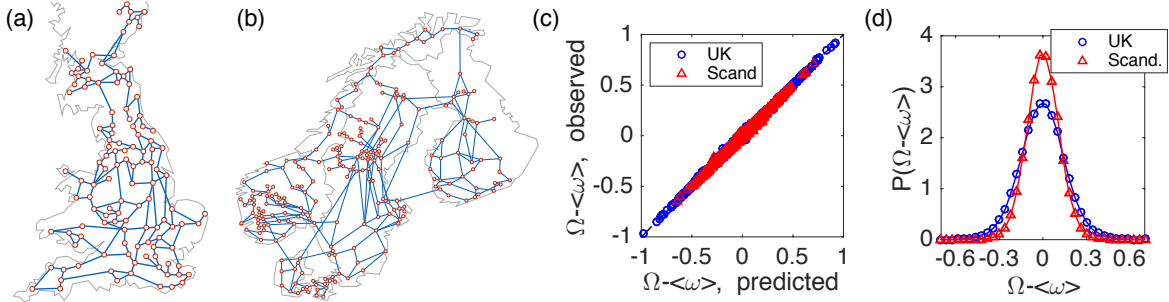 (a)
(b)
(c)
Ω-<ω>, observed
1
0.5
0
-0.5
-1
UK
Scand
-1 -0.5 0 0.5 1
Ω-<ω>, predicted
(d)
P(Ω-<ω>)
4
3
2
1
0
UK
Scand.
-0.6 -0.3 0 0.3 0.6
Ω-<ω>